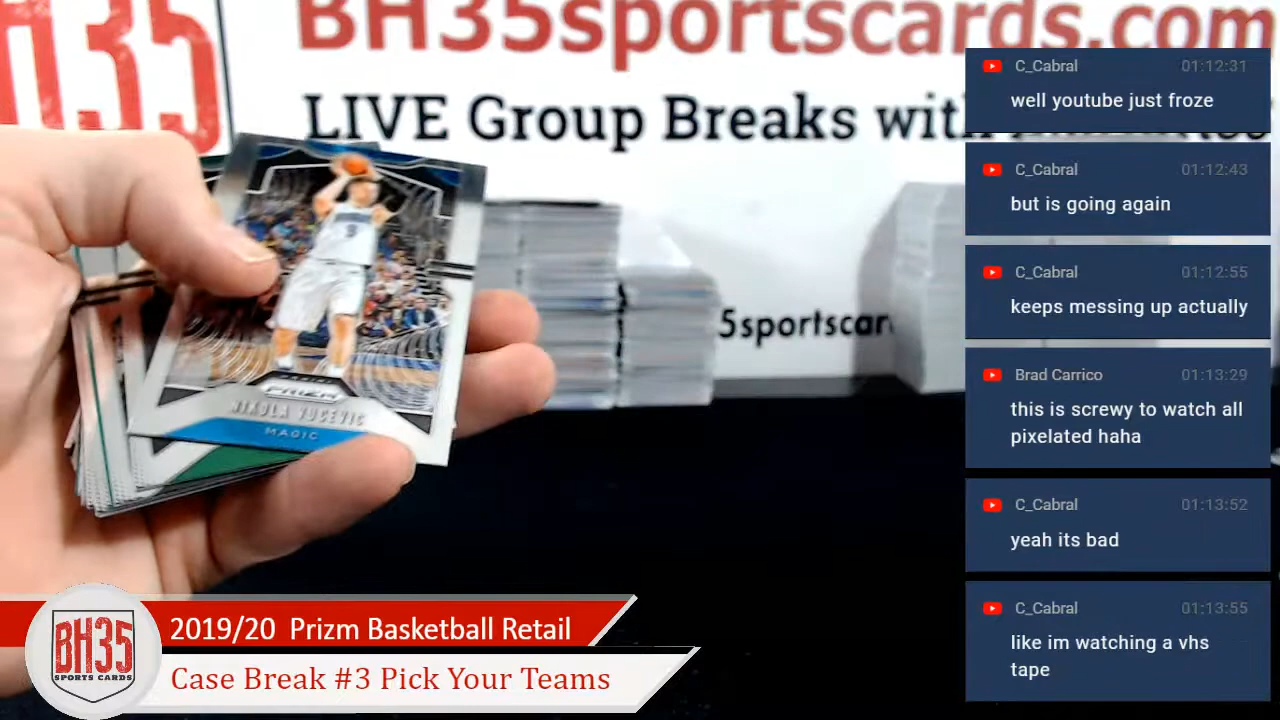 BH35sportscards.com
H35
LIVE Group Breaks with
5sportscar
9
PRIZM
NIKOLA VUCEVIC
MAGIC
C_Cabral 01:12:31
well youtube just froze
C_Cabral 01:12:43
but is going again
C_Cabral 01:12:55
keeps messing up actually
Brad Carrico 01:13:29
this is screwy to watch all
pixelated haha
C_Cabral 01:13:52
yeah its bad
C_Cabral 01:13:55
like im watching a vhs
tape
BH35
SPORTS CARDS
2019/20 Prizm Basketball Retail
Case Break #3 Pick Your Teams